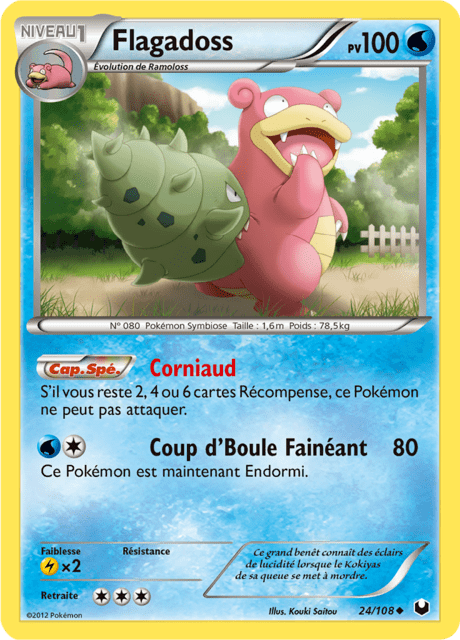 NIVEAU 1
Flagadoss
PV 100
Évolution de Ramoloss
N° 080 Pokémon Symbiose Taille : 1,6m Poids : 78,5kg
Cap. Spé. Corniaud
S'il vous reste 2, 4 ou 6 cartes Récompense, ce Pokémon
ne peut pas attaquer.
Coup d'Boule Fainéant 80
Ce Pokémon est maintenant Endormi.
Faiblesse Résistance
×2
Retraite
Ce grand benêt connaît des éclairs
de lucidité lorsque le Kokiyas
de sa queue se met à mordre.
©2012 Pokémon
Illus. Kouki Saitou
24/108